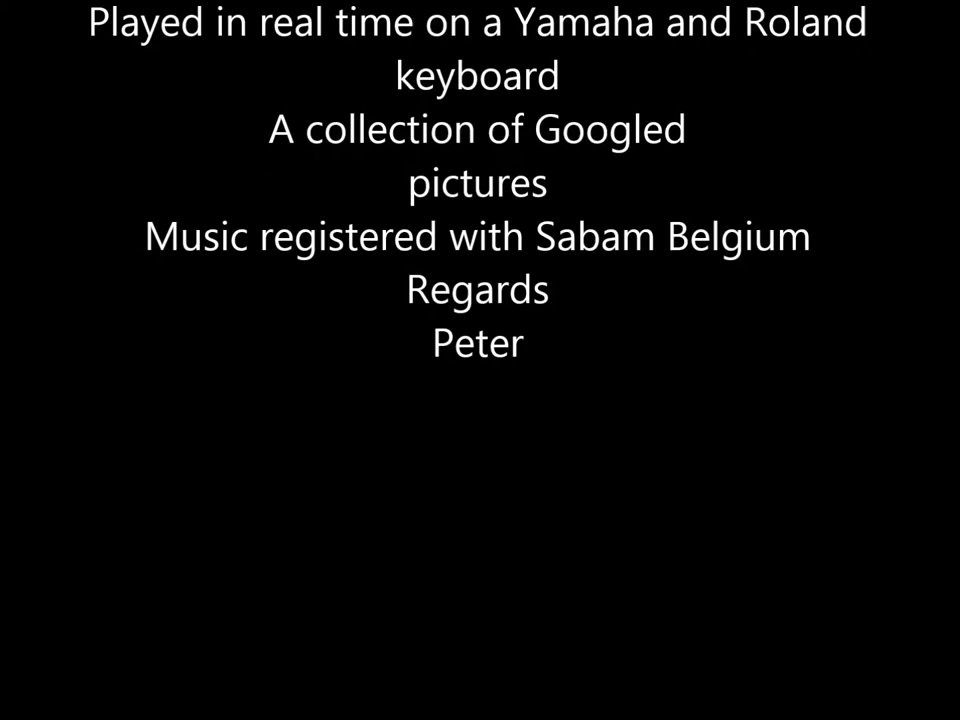 Played in real time on a Yamaha and Roland
keyboard
A collection of Googled
pictures
Music registered with Sabam Belgium
Regards
Peter